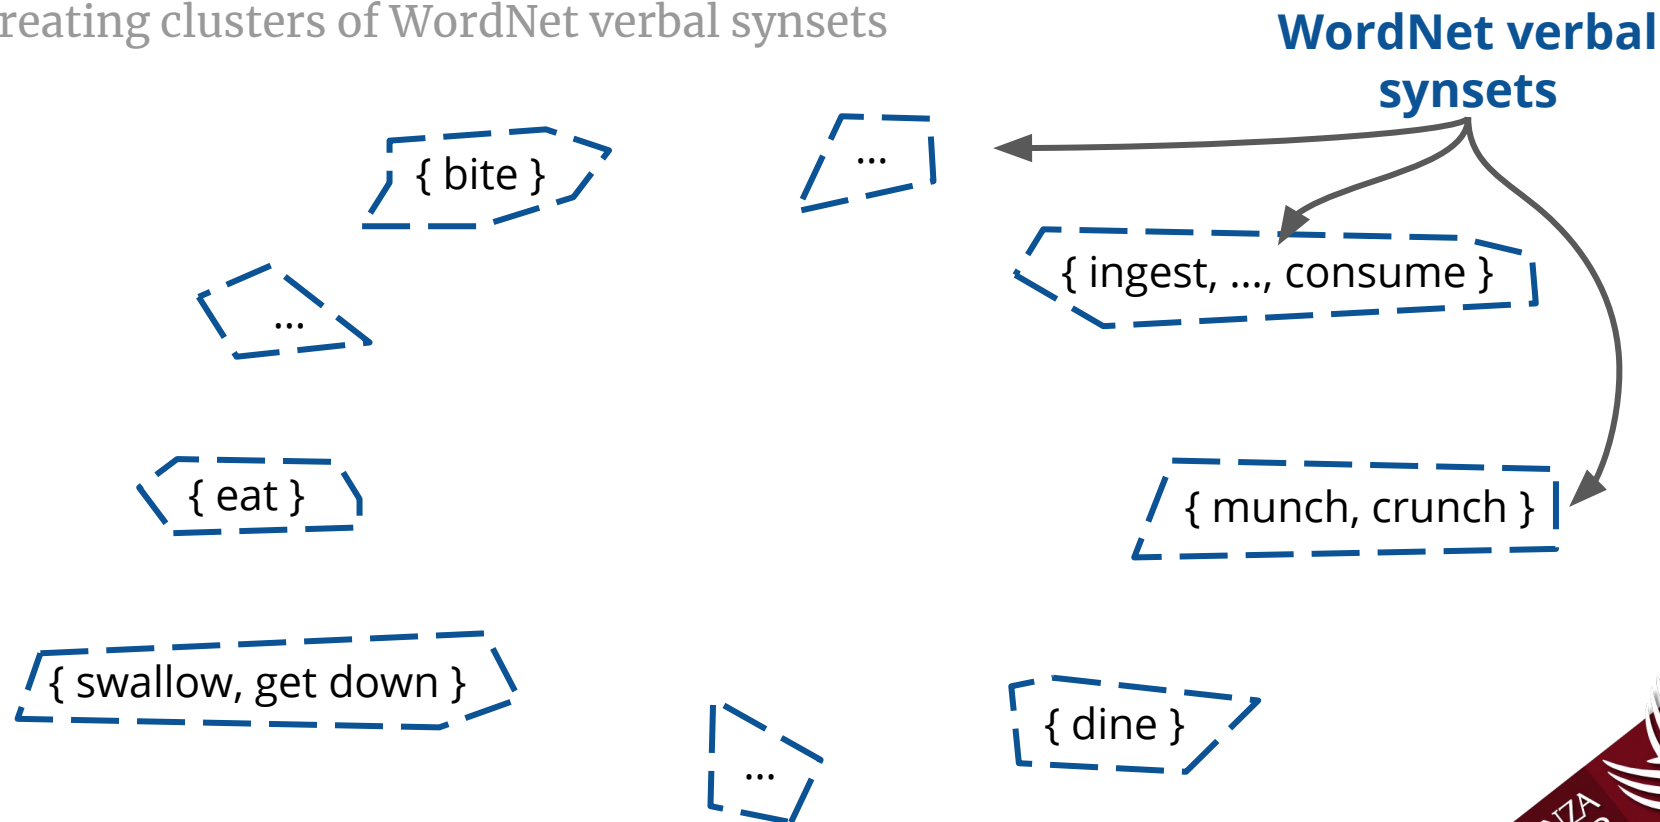 reating clusters of WordNet verbal synsets
WordNet verbal
synsets
{ bite }
...
{ ingest, ..., consume }
...
{ eat }
{ munch, crunch }
{ swallow, get down }
{ dine }
...
NZA